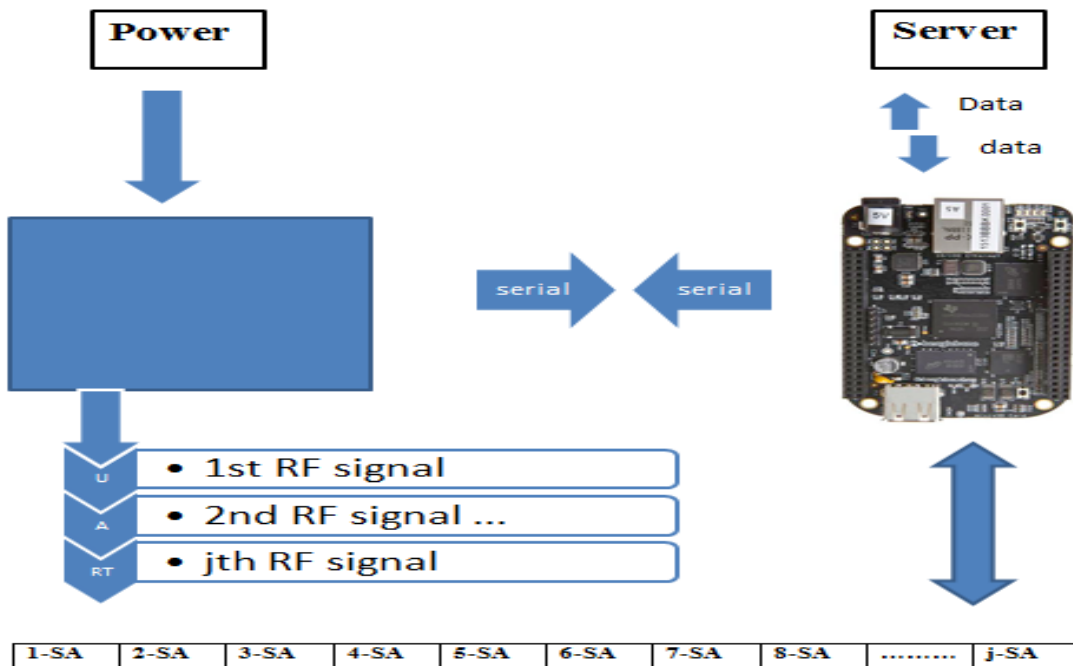 Power
Server
Data
data
5V
serial
serial
U
• 1st RF signal
A
• 2nd RF signal ...
RT
• jth RF signal
1-SA 2-SA 3-SA 4-SA 5-SA 6-SA 7-SA 8-SA ......... j-SA